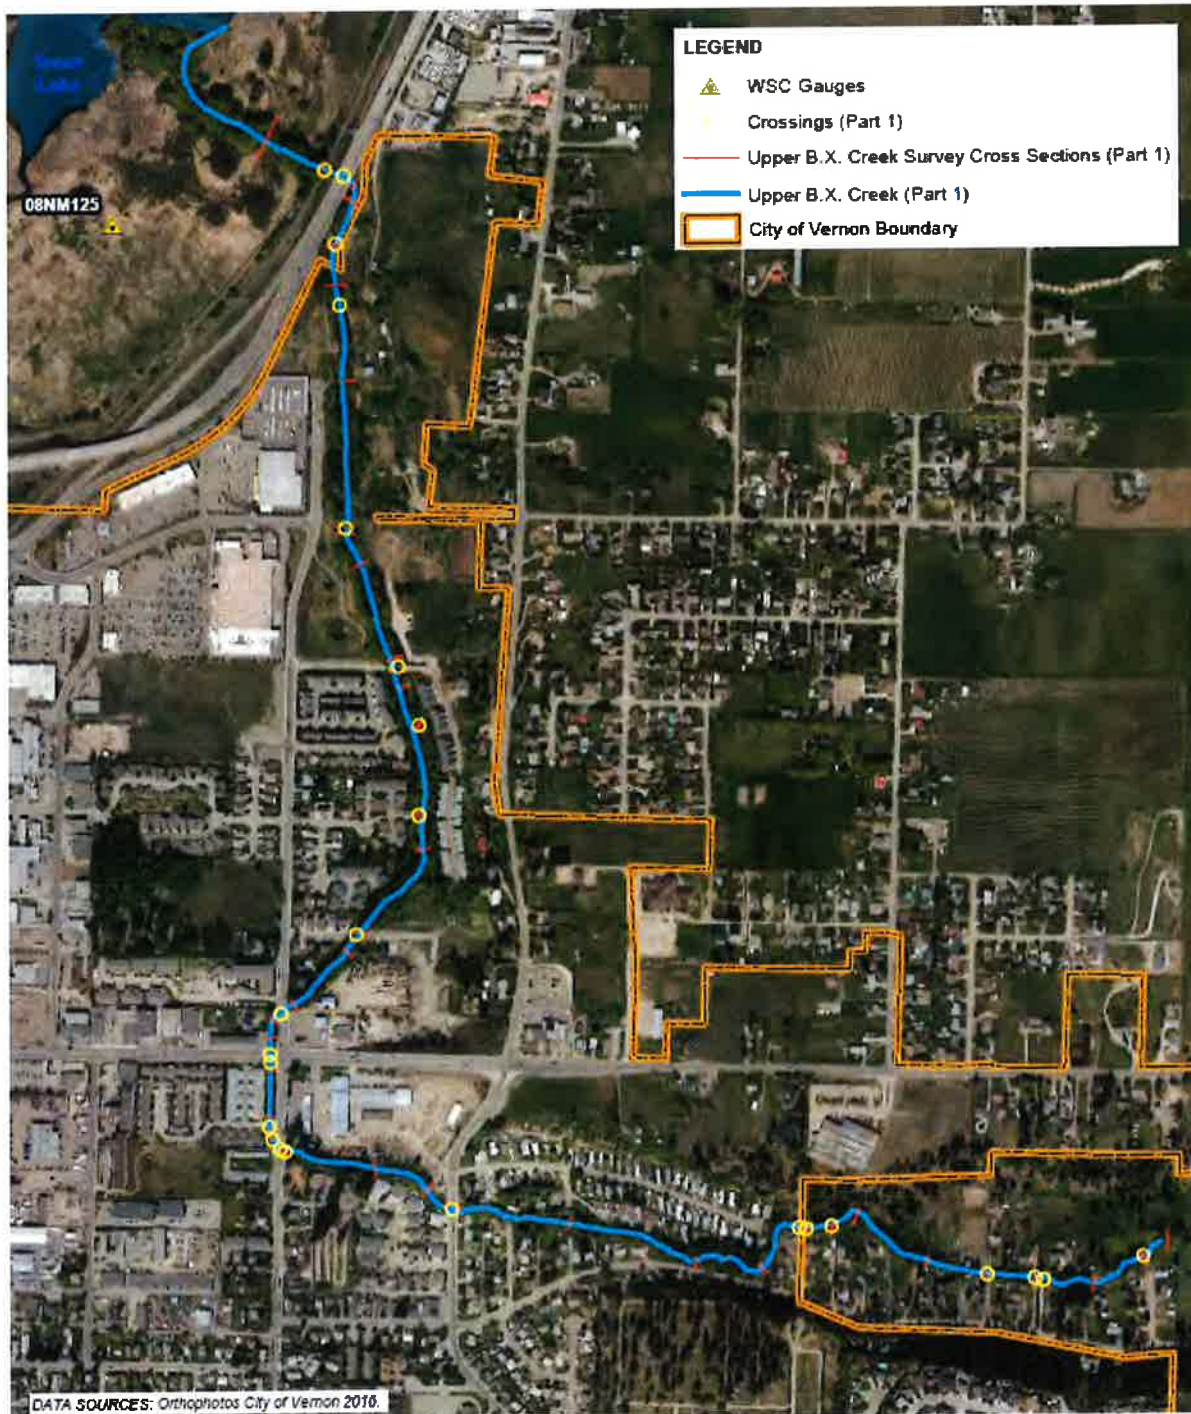 LEGEND
WSC Gauges
Crossings (Part 1)
Upper B.X. Creek Survey Cross Sections (Part 1)
Upper B.X. Creek (Part 1)
City of Vernon Boundary
Lake
08NM125
DATA SOURCES: Orthophotos City of Vernon 2016.